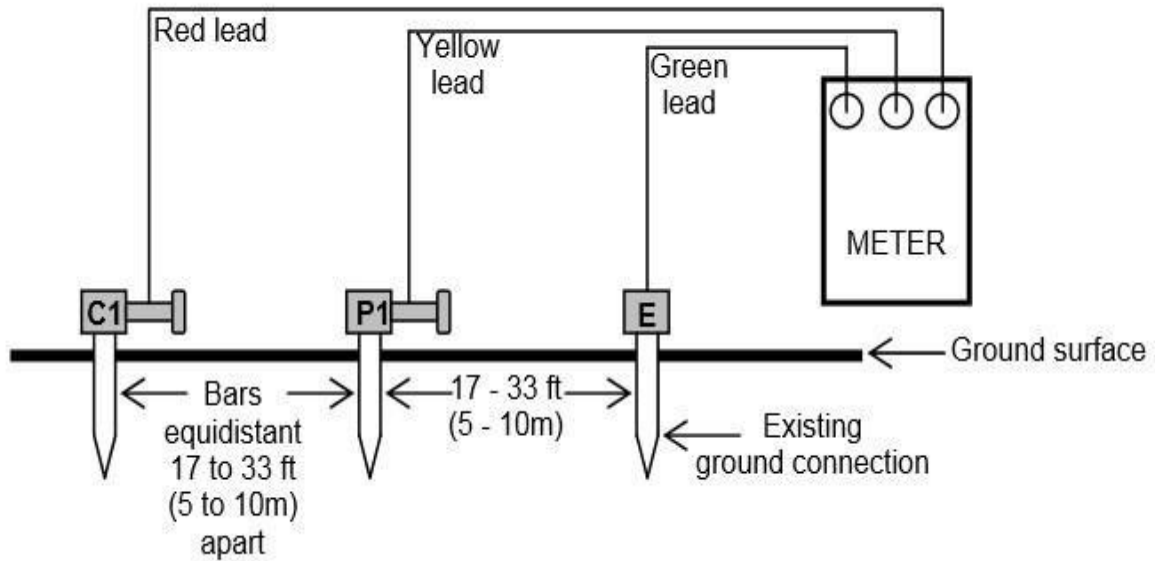 Red lead
Yellow
lead
Green
lead
METER
C1
P1
E
Ground surface
Bars
equidistant
17 to 33 ft
(5 to 10m)
apart
17 - 33 ft
(5 - 10m)
Existing
ground connection